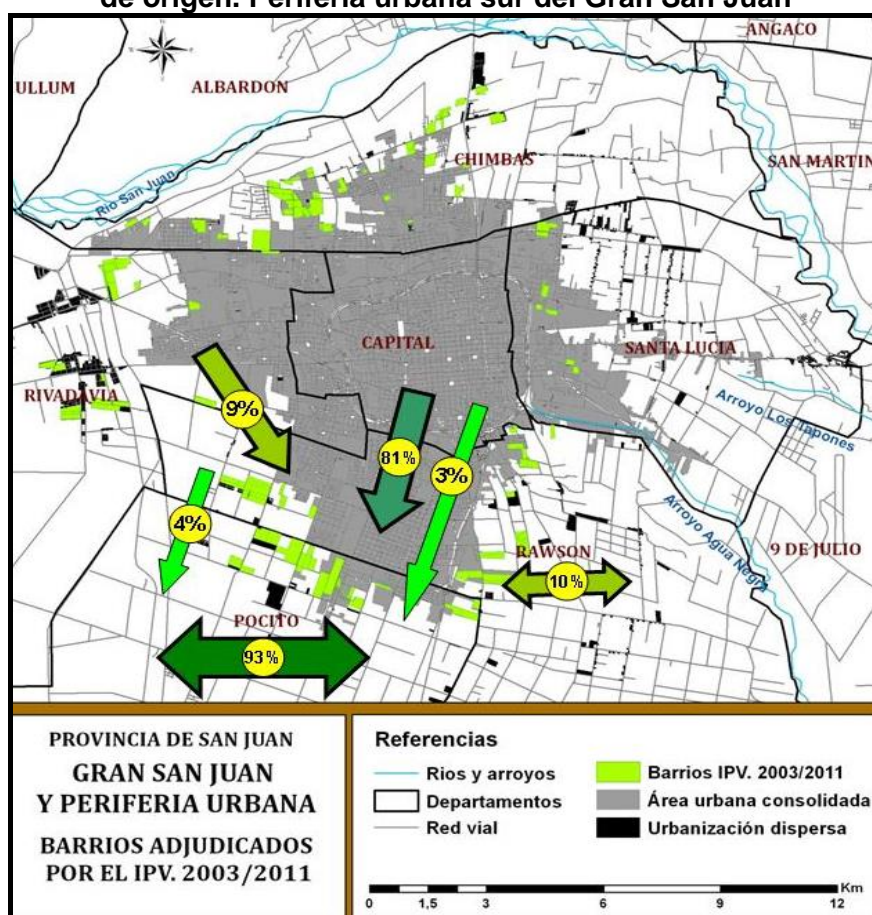 de origen. Periferia urbana sur del Gran San Juan
ANGACO
ULLUM
ALBARDON
CHIMBAS
SAN MARTIN
Rio San Juan
CAPITAL
SANTA LUCIA
RIVADAVIA
Arroyo Los Tapones
9%
81%
3%
4%
Arroyo Agua Negra
RAWSON
9 DE JULIO
10%
POCITO
93%
PROVINCIA DE SAN JUAN
GRAN SAN JUAN
Y PERIFERIA URBANA
BARRIOS ADJUDICADOS
POR EL IPV. 2003/2011
Referencias
Rios y arroyos
Departamentos
Red vial
Barrios IPV. 2003/2011
Área urbana consolidada
Urbanización dispersa
Km
0 1,5 3 6 9 12